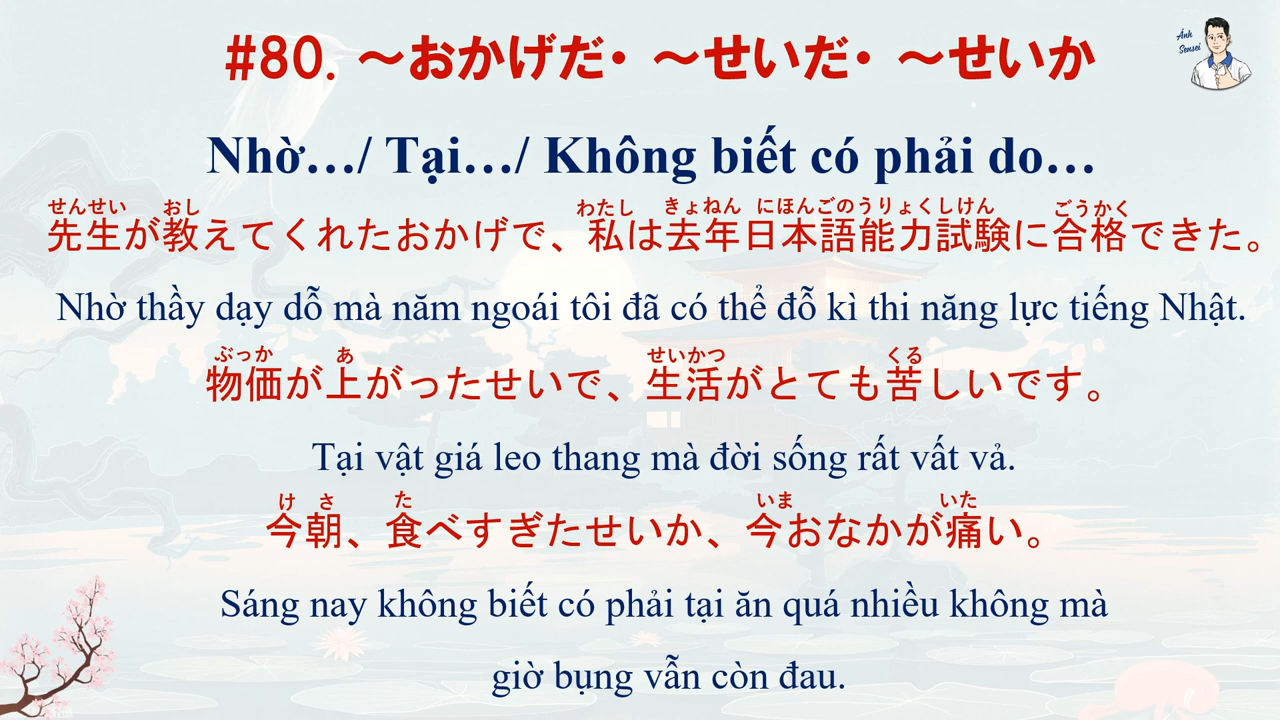 #80. ～おかげだ・ ～せいだ・ ～せいか
Anh
Sensei
Nhờ…/ Tại…/ Không biết có phải do…
せんせい おし わたし きょねん にほんごのうりょくしけん ごうかく
先生が教えてくれたおかげで、私は去年日本語能力試験に合格できた。
Nhờ thầy dạy dỗ mà năm ngoái tôi đã có thể đỗ kì thi năng lực tiếng Nhật.
ぶっか あ せいかつ くる
物価が上がったせいで、生活がとても苦しいです。
Tại vật giá leo thang mà đời sống rất vất vả.
けさ た いま いた
今朝、食べすぎたせいか、今おなかが痛い。
Sáng nay không biết có phải tại ăn quá nhiều không mà
giờ bụng vẫn còn đau.